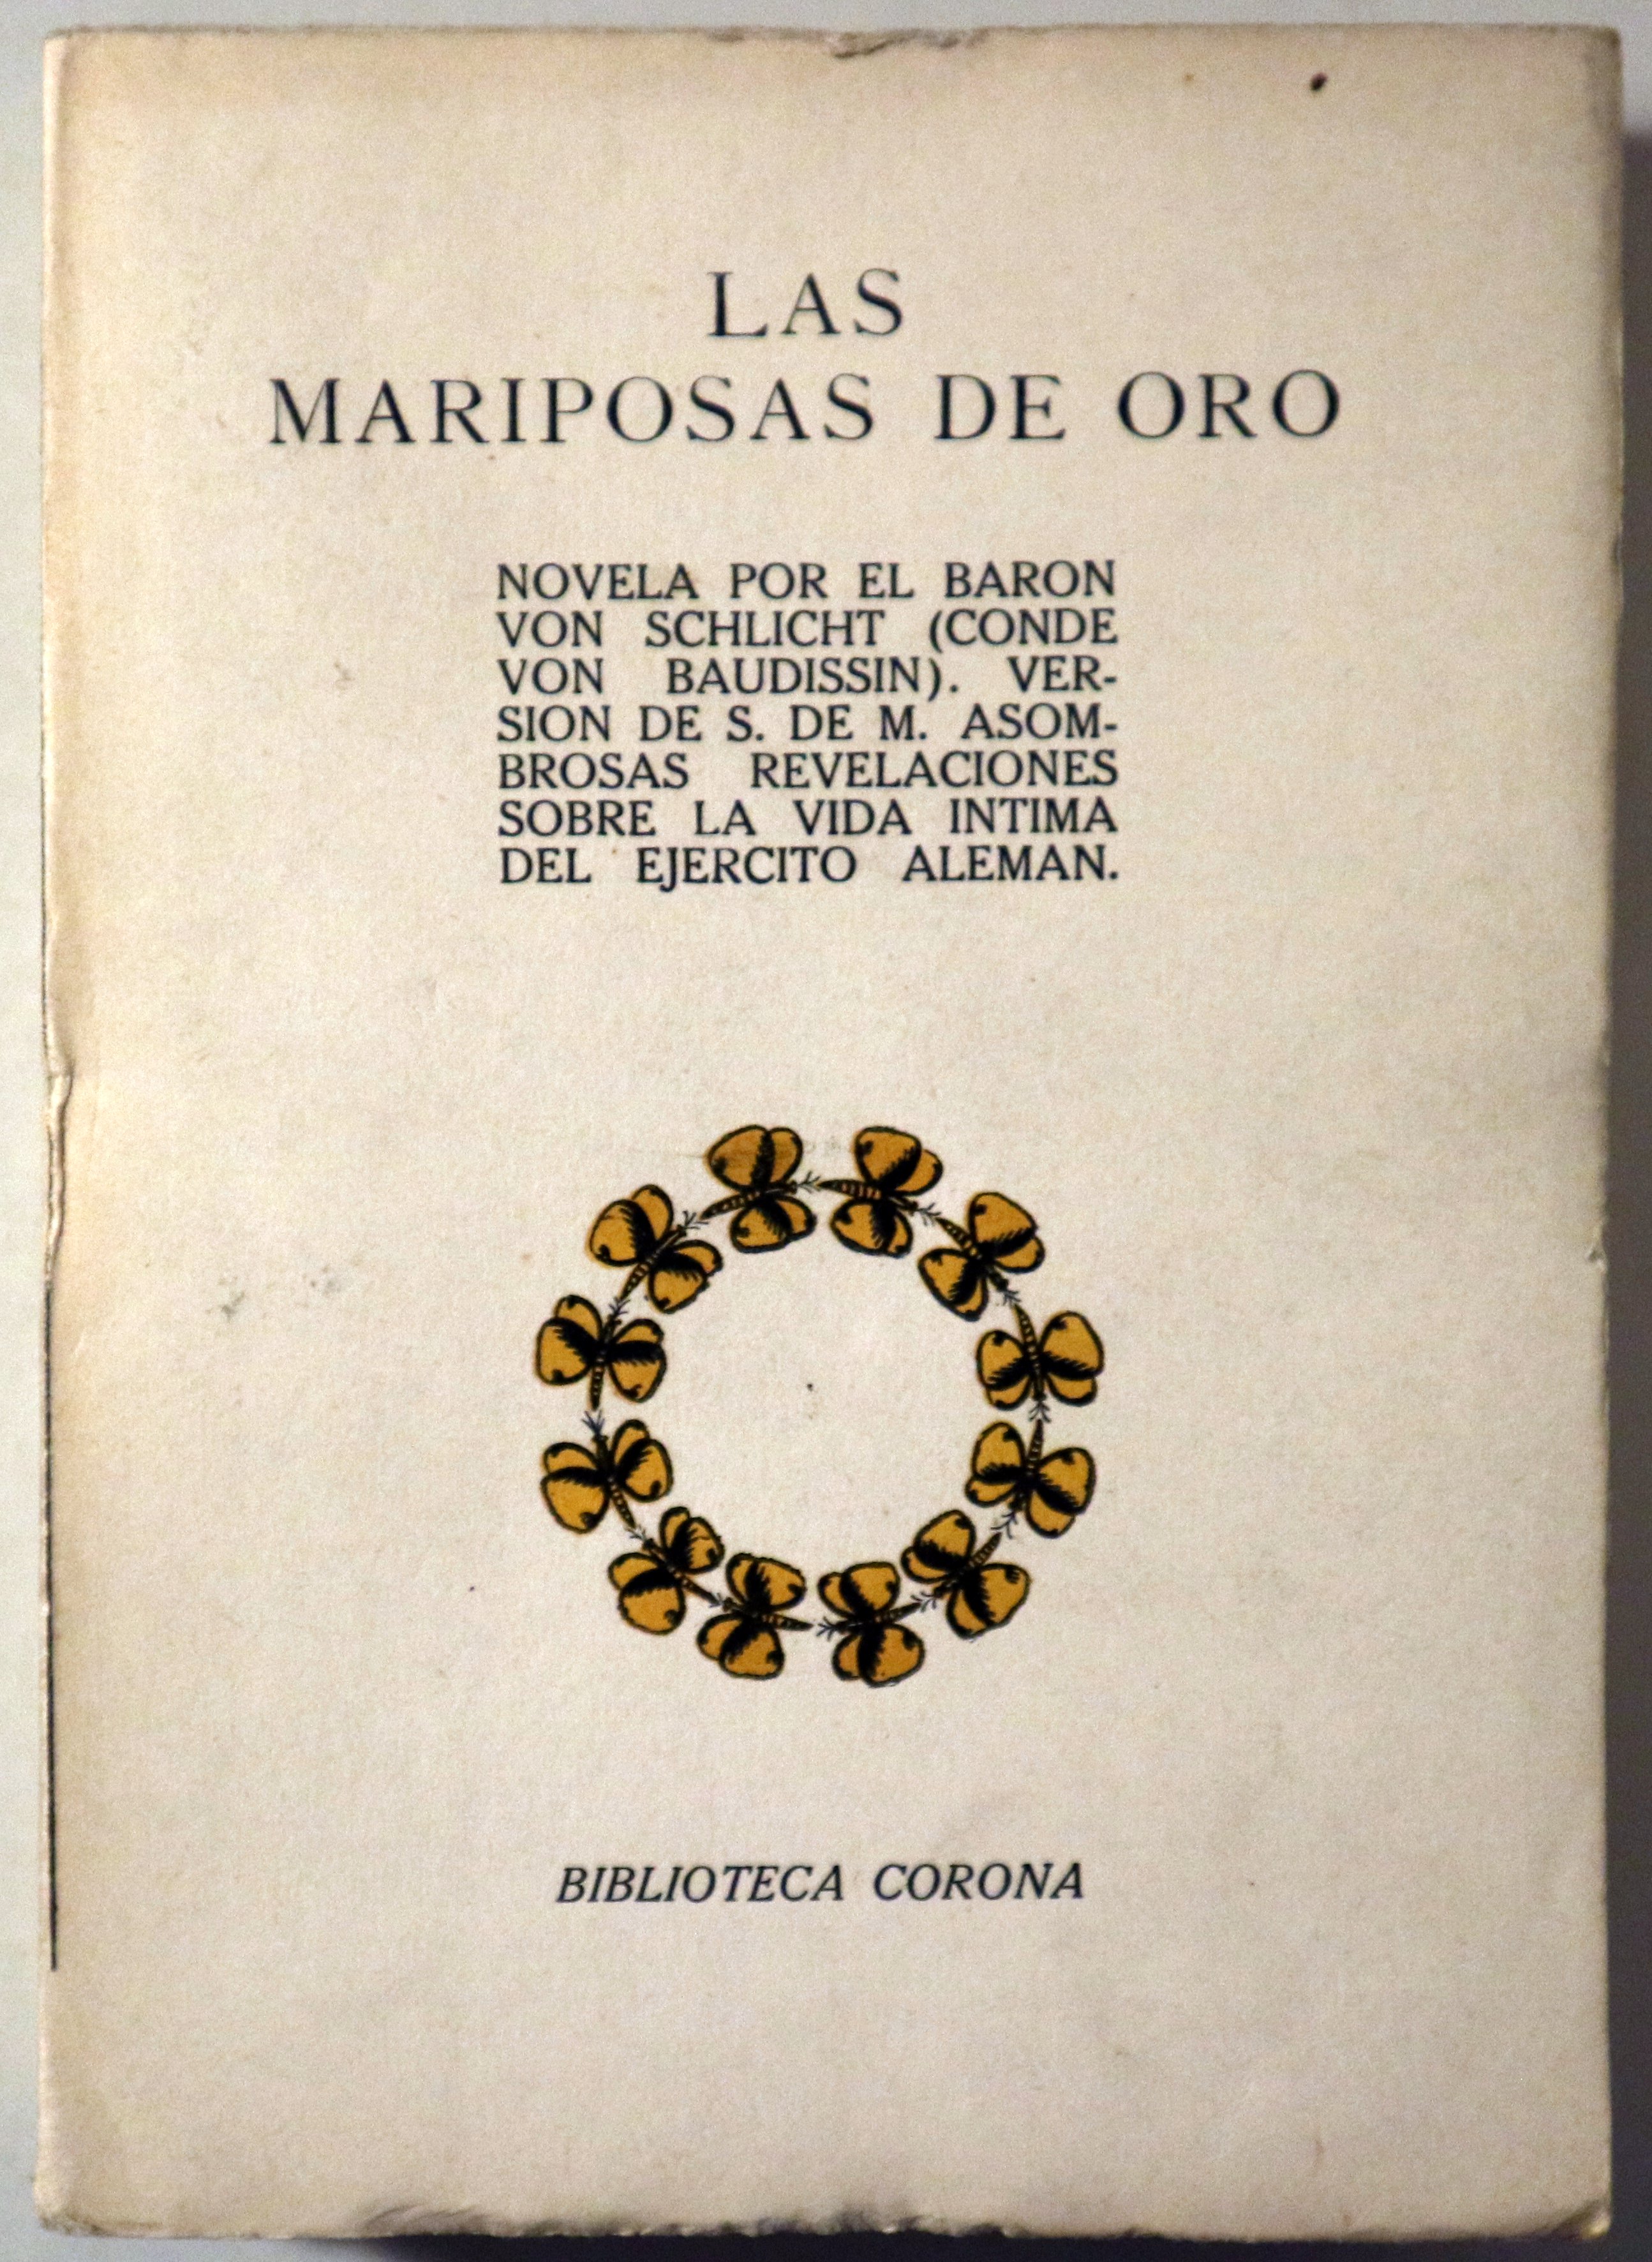 LAS
MARIPOSAS DE ORO
NOVELA POR EL BARON
VON SCHLICHT (CONDE
VON BAUDISSIN). VER-
SION DE S. DE M. ASOM-
BROSAS REVELACIONES
SOBRE LA VIDA INTIMA
DEL EJERCITO ALEMAN.
BIBLIOTECA CORONA